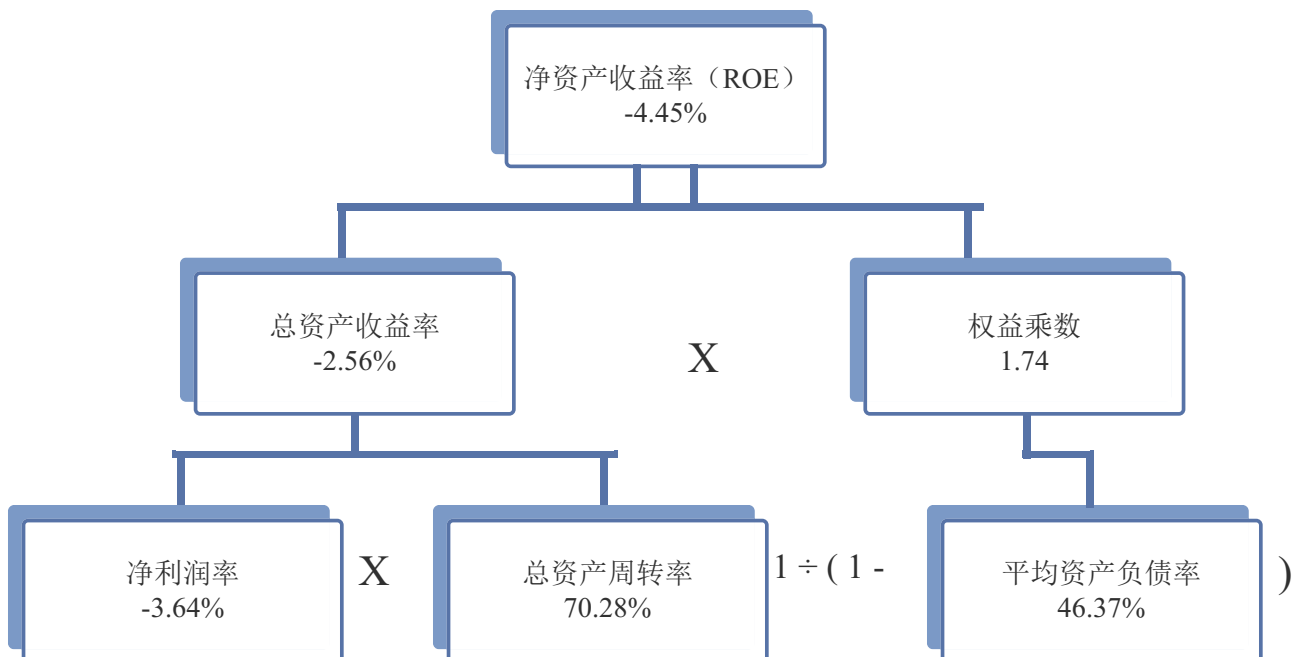 净资产收益率（ROE）
-4.45%
总资产收益率
-2.56%
X
权益乘数
1.74
净利润率
-3.64%
X
总资产周转率
70.28%
1 ÷ ( 1 -
平均资产负债率
46.37%
)